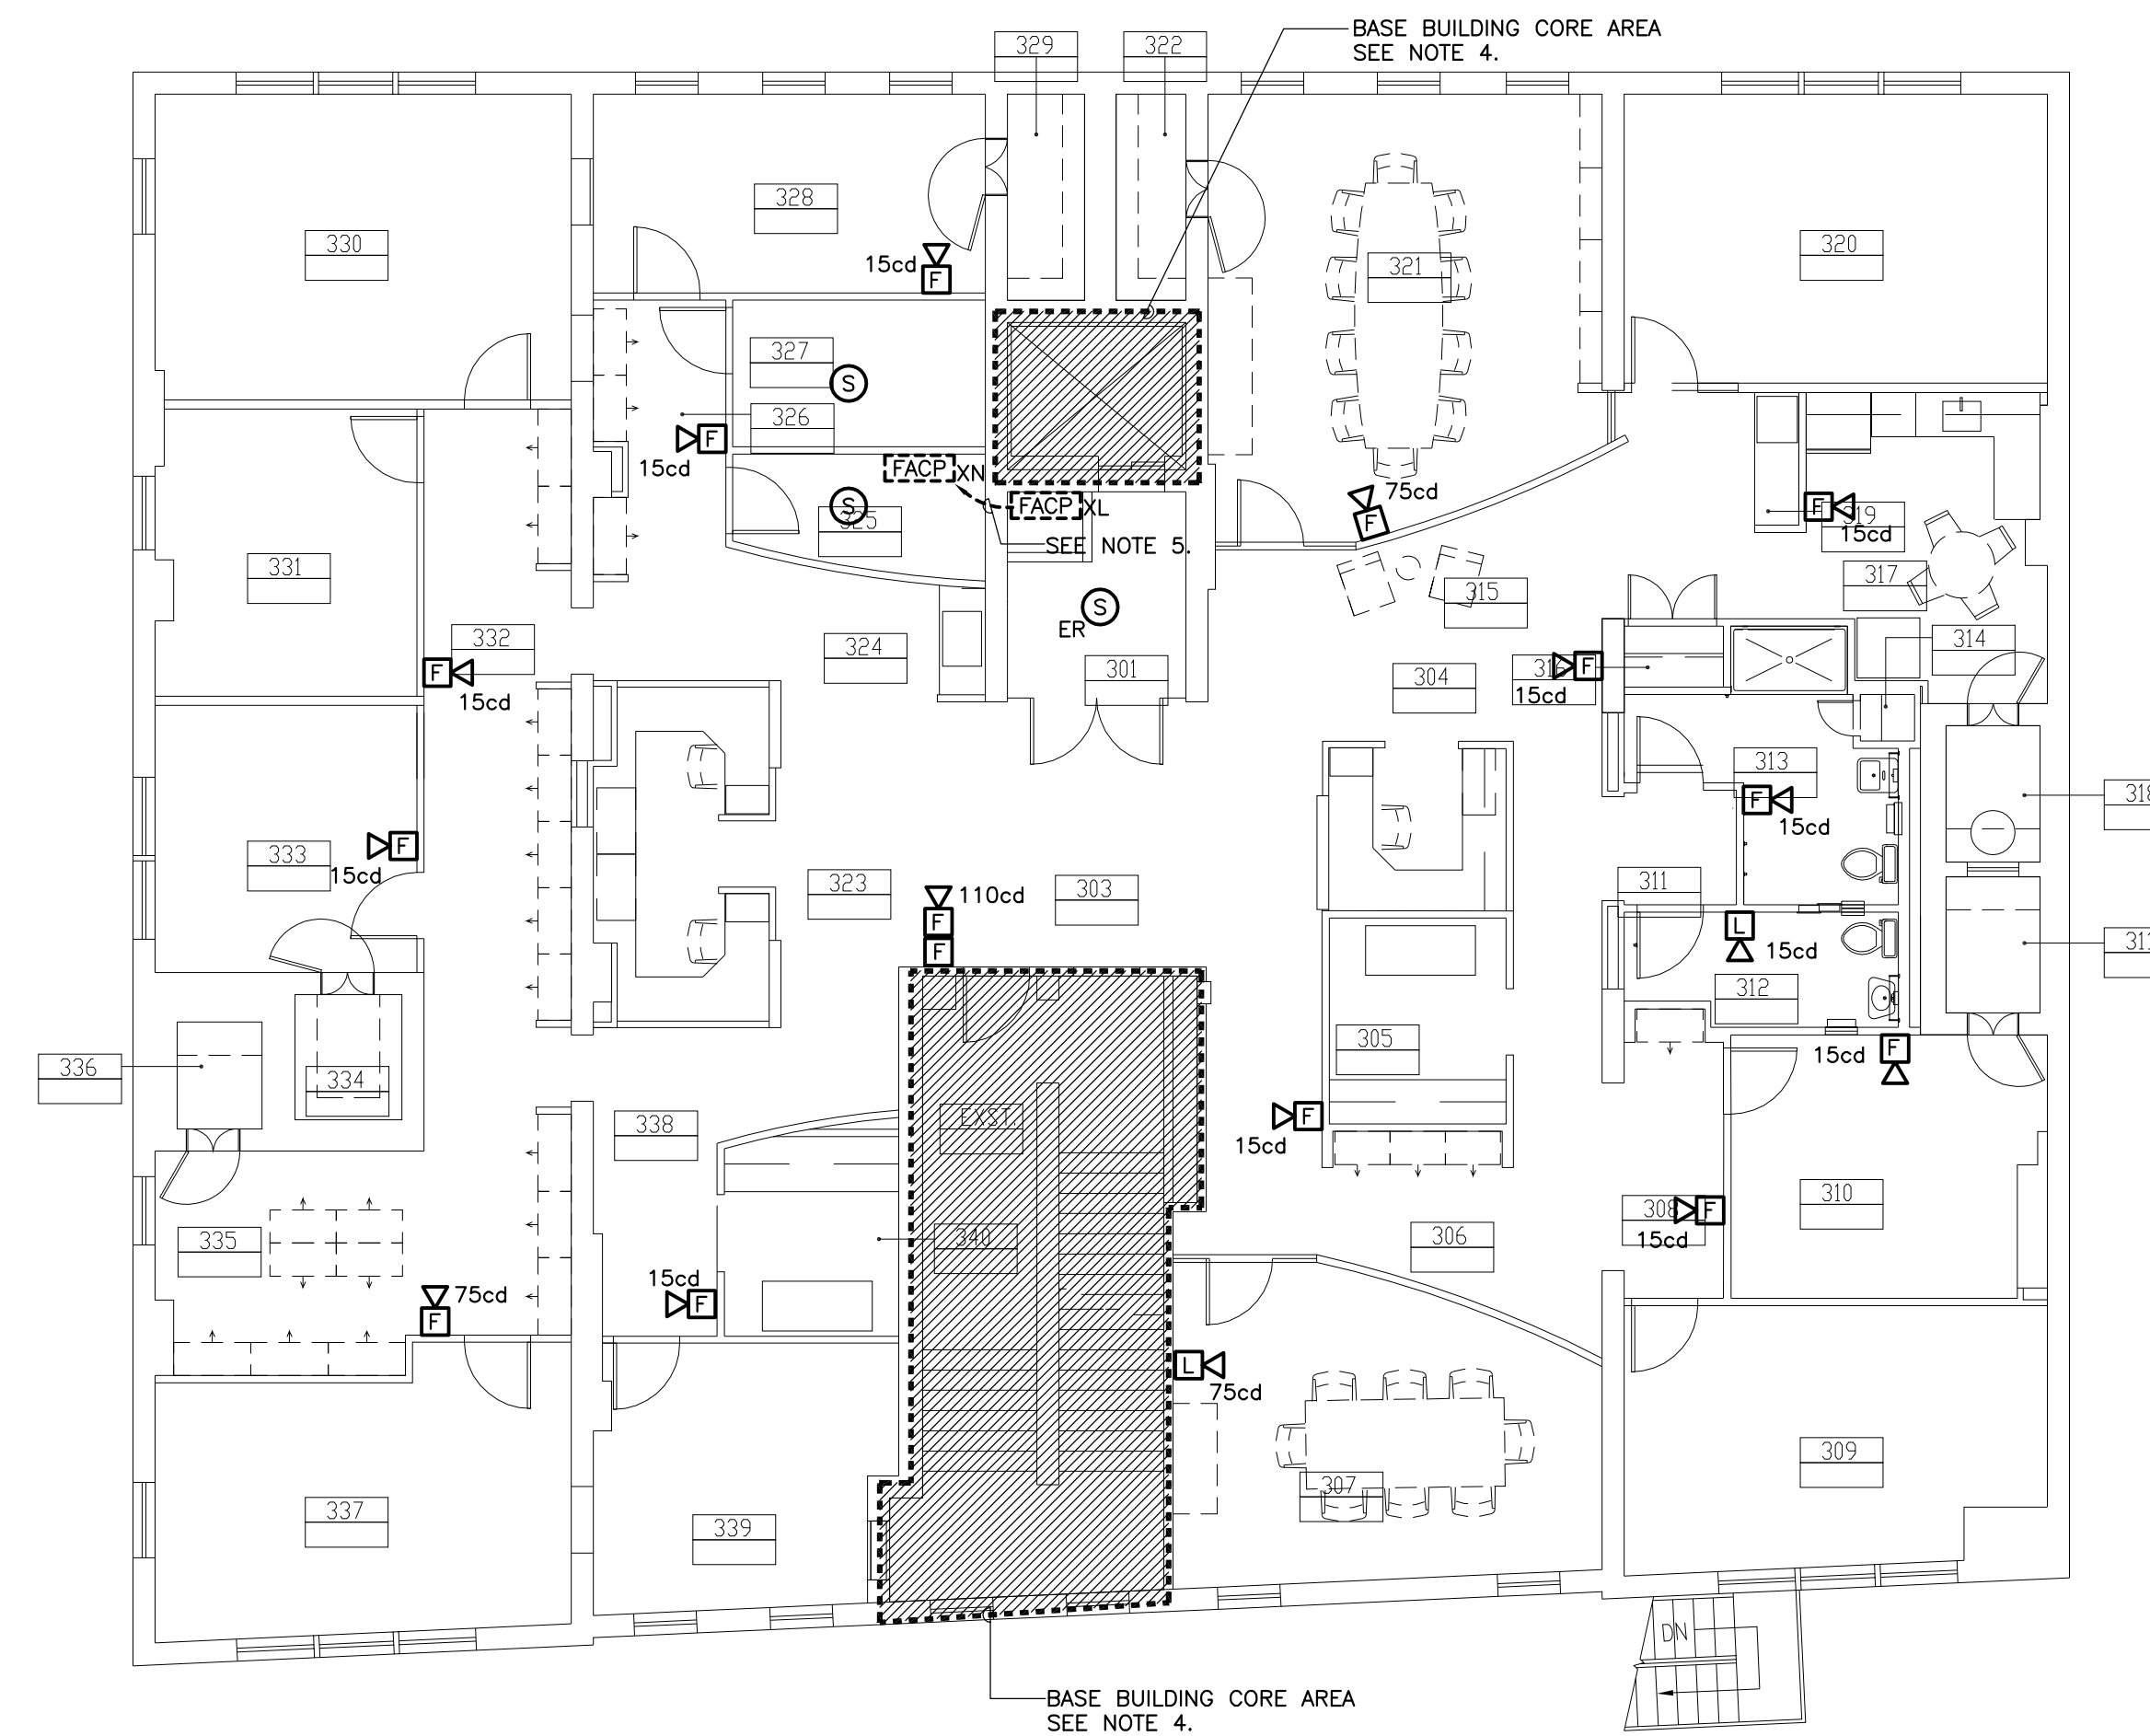 BASE BUILDING CORE AREA
SEE NOTE 4.
329
322
328
330
320
321
15cd
327
S
326
F
15cd
F
FACP XN
FACP XL
75cd
F
F
319
15cd
S
325
SEE NOTE 5.
331
317
315
S
ER
332
324
301
314
304
F
15cd
F
15cd
313
F
15cd
333
F
15cd
323
303
311
110cd
F
F
L
15cd
312
336
334
305
15cd
F
338
EXST.
F
15cd
335
340
306
308
F
15cd
310
75cd
F
15cd
F
L
75cd
337
339
307
309
DN
BASE BUILDING CORE AREA
SEE NOTE 4.